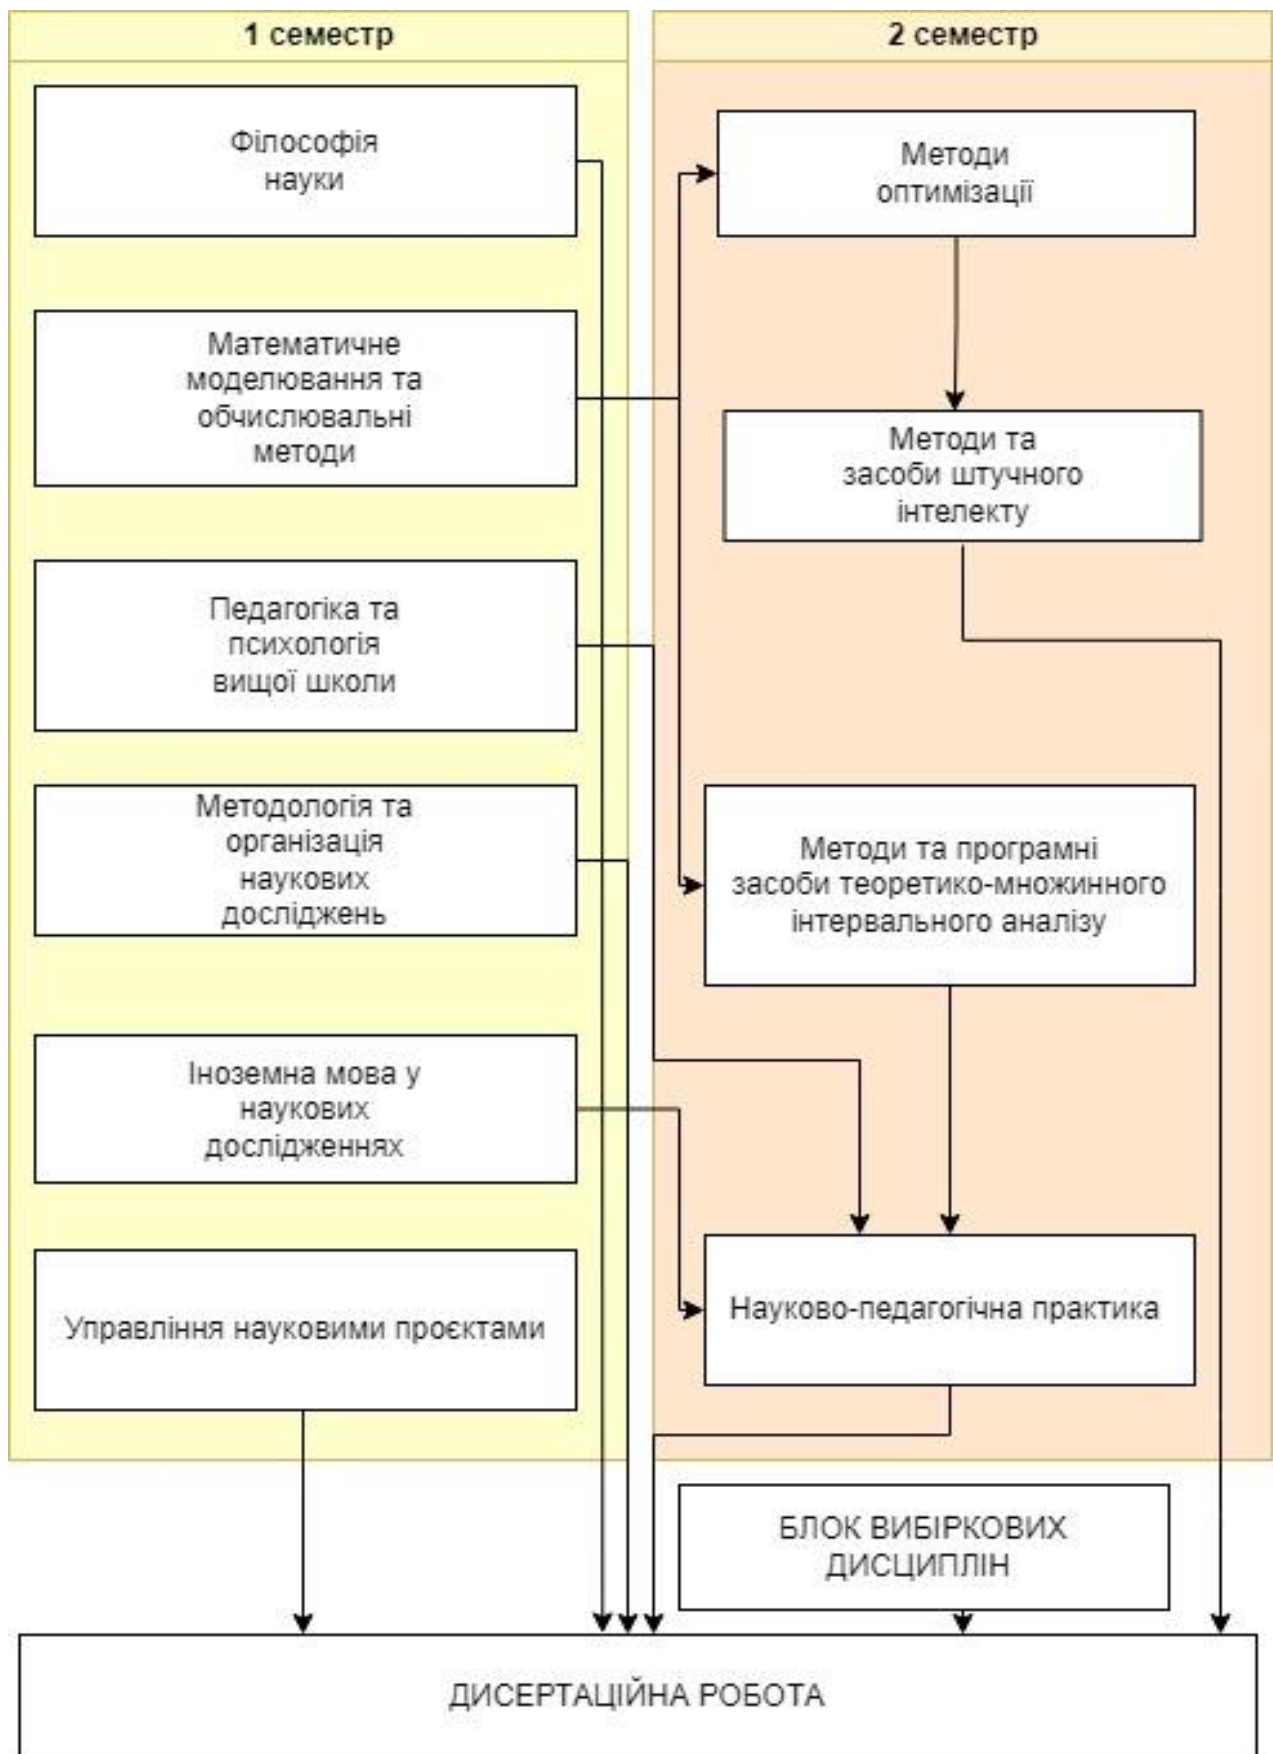 1 семестр
Філософія
науки
Математичне
моделювання та
обчислювальні
методи
Педагогіка та
психологія
вищої школи
Методологія та
організація
наукових
досліджень
Іноземна мова у
наукових
дослідженнях
Управління науковими проєктами
2 семестр
Методи
оптимізації
Методи та
засоби штучного
інтелекту
Методи та програмні
засоби теоретико-множинного
інтервального аналізу
Науково-педагогічна практика
БЛОК ВИБІРКОВИХ
ДИСЦИПЛІН
ДИСЕРТАЦІЙНА РОБОТА